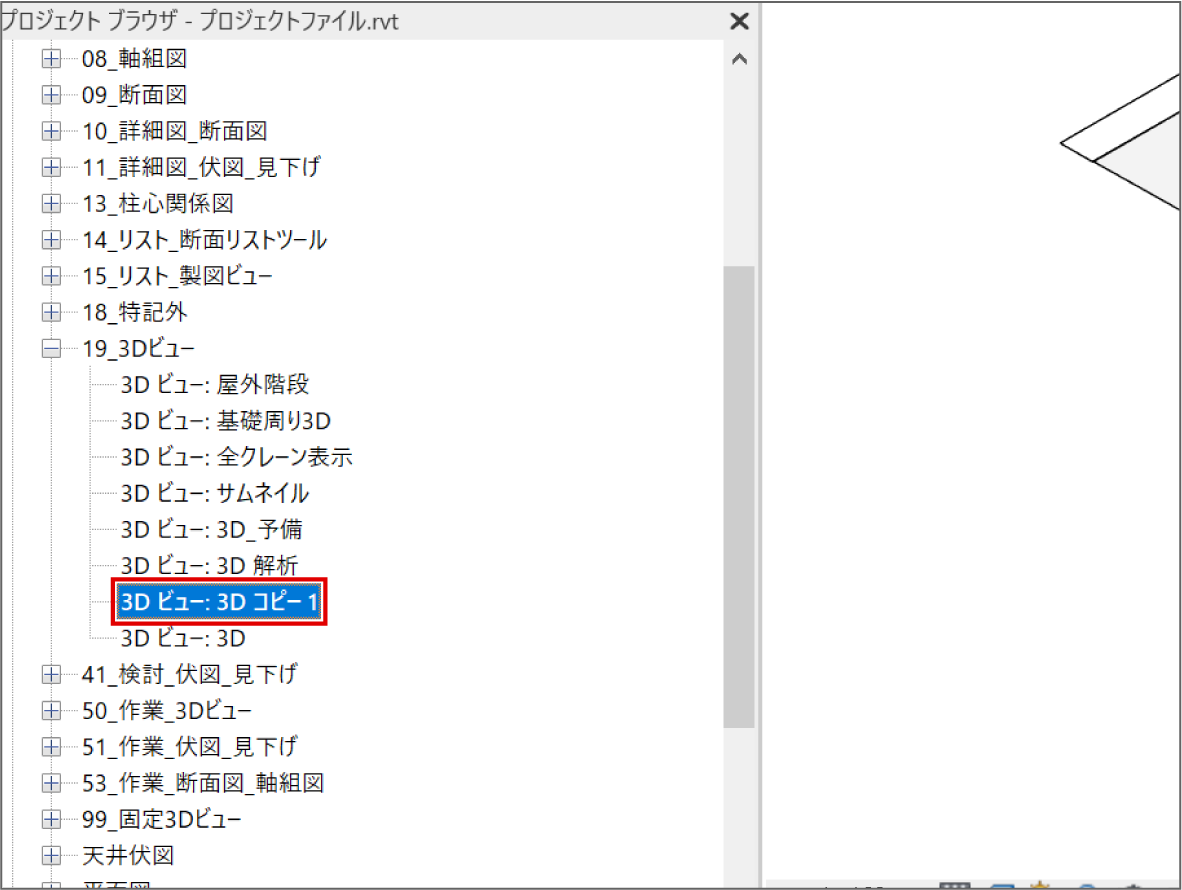 プロジェクト ブラウザ - プロジェクトファイル.rvt
08_軸組図
09_断面図
10_詳細図_断面図
11_詳細図_伏図_見下げ
13_柱心関係図
14_リスト_断面リストツール
15_リスト_製図ビュー
18_特記外
19_3Dビュー
3D ビュー: 屋外階段
3D ビュー: 基礎周り3D
3D ビュー: 全クレーン表示
3D ビュー: サムネイル
3D ビュー: 3D_予備
3D ビュー: 3D 解析
3D ビュー: 3D コピー 1
3D ビュー: 3D
41_検討_伏図_見下げ
50_作業_3Dビュー
51_作業_伏図_見下げ
53_作業_断面図_軸組図
99_固定3Dビュー
天井伏図
平面図